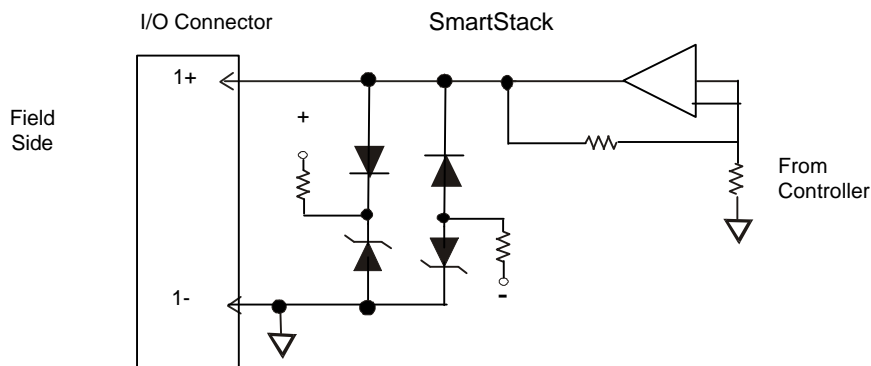 I/O Connector
SmartStack
1+
Field
Side
+
From
Controller
1-
-